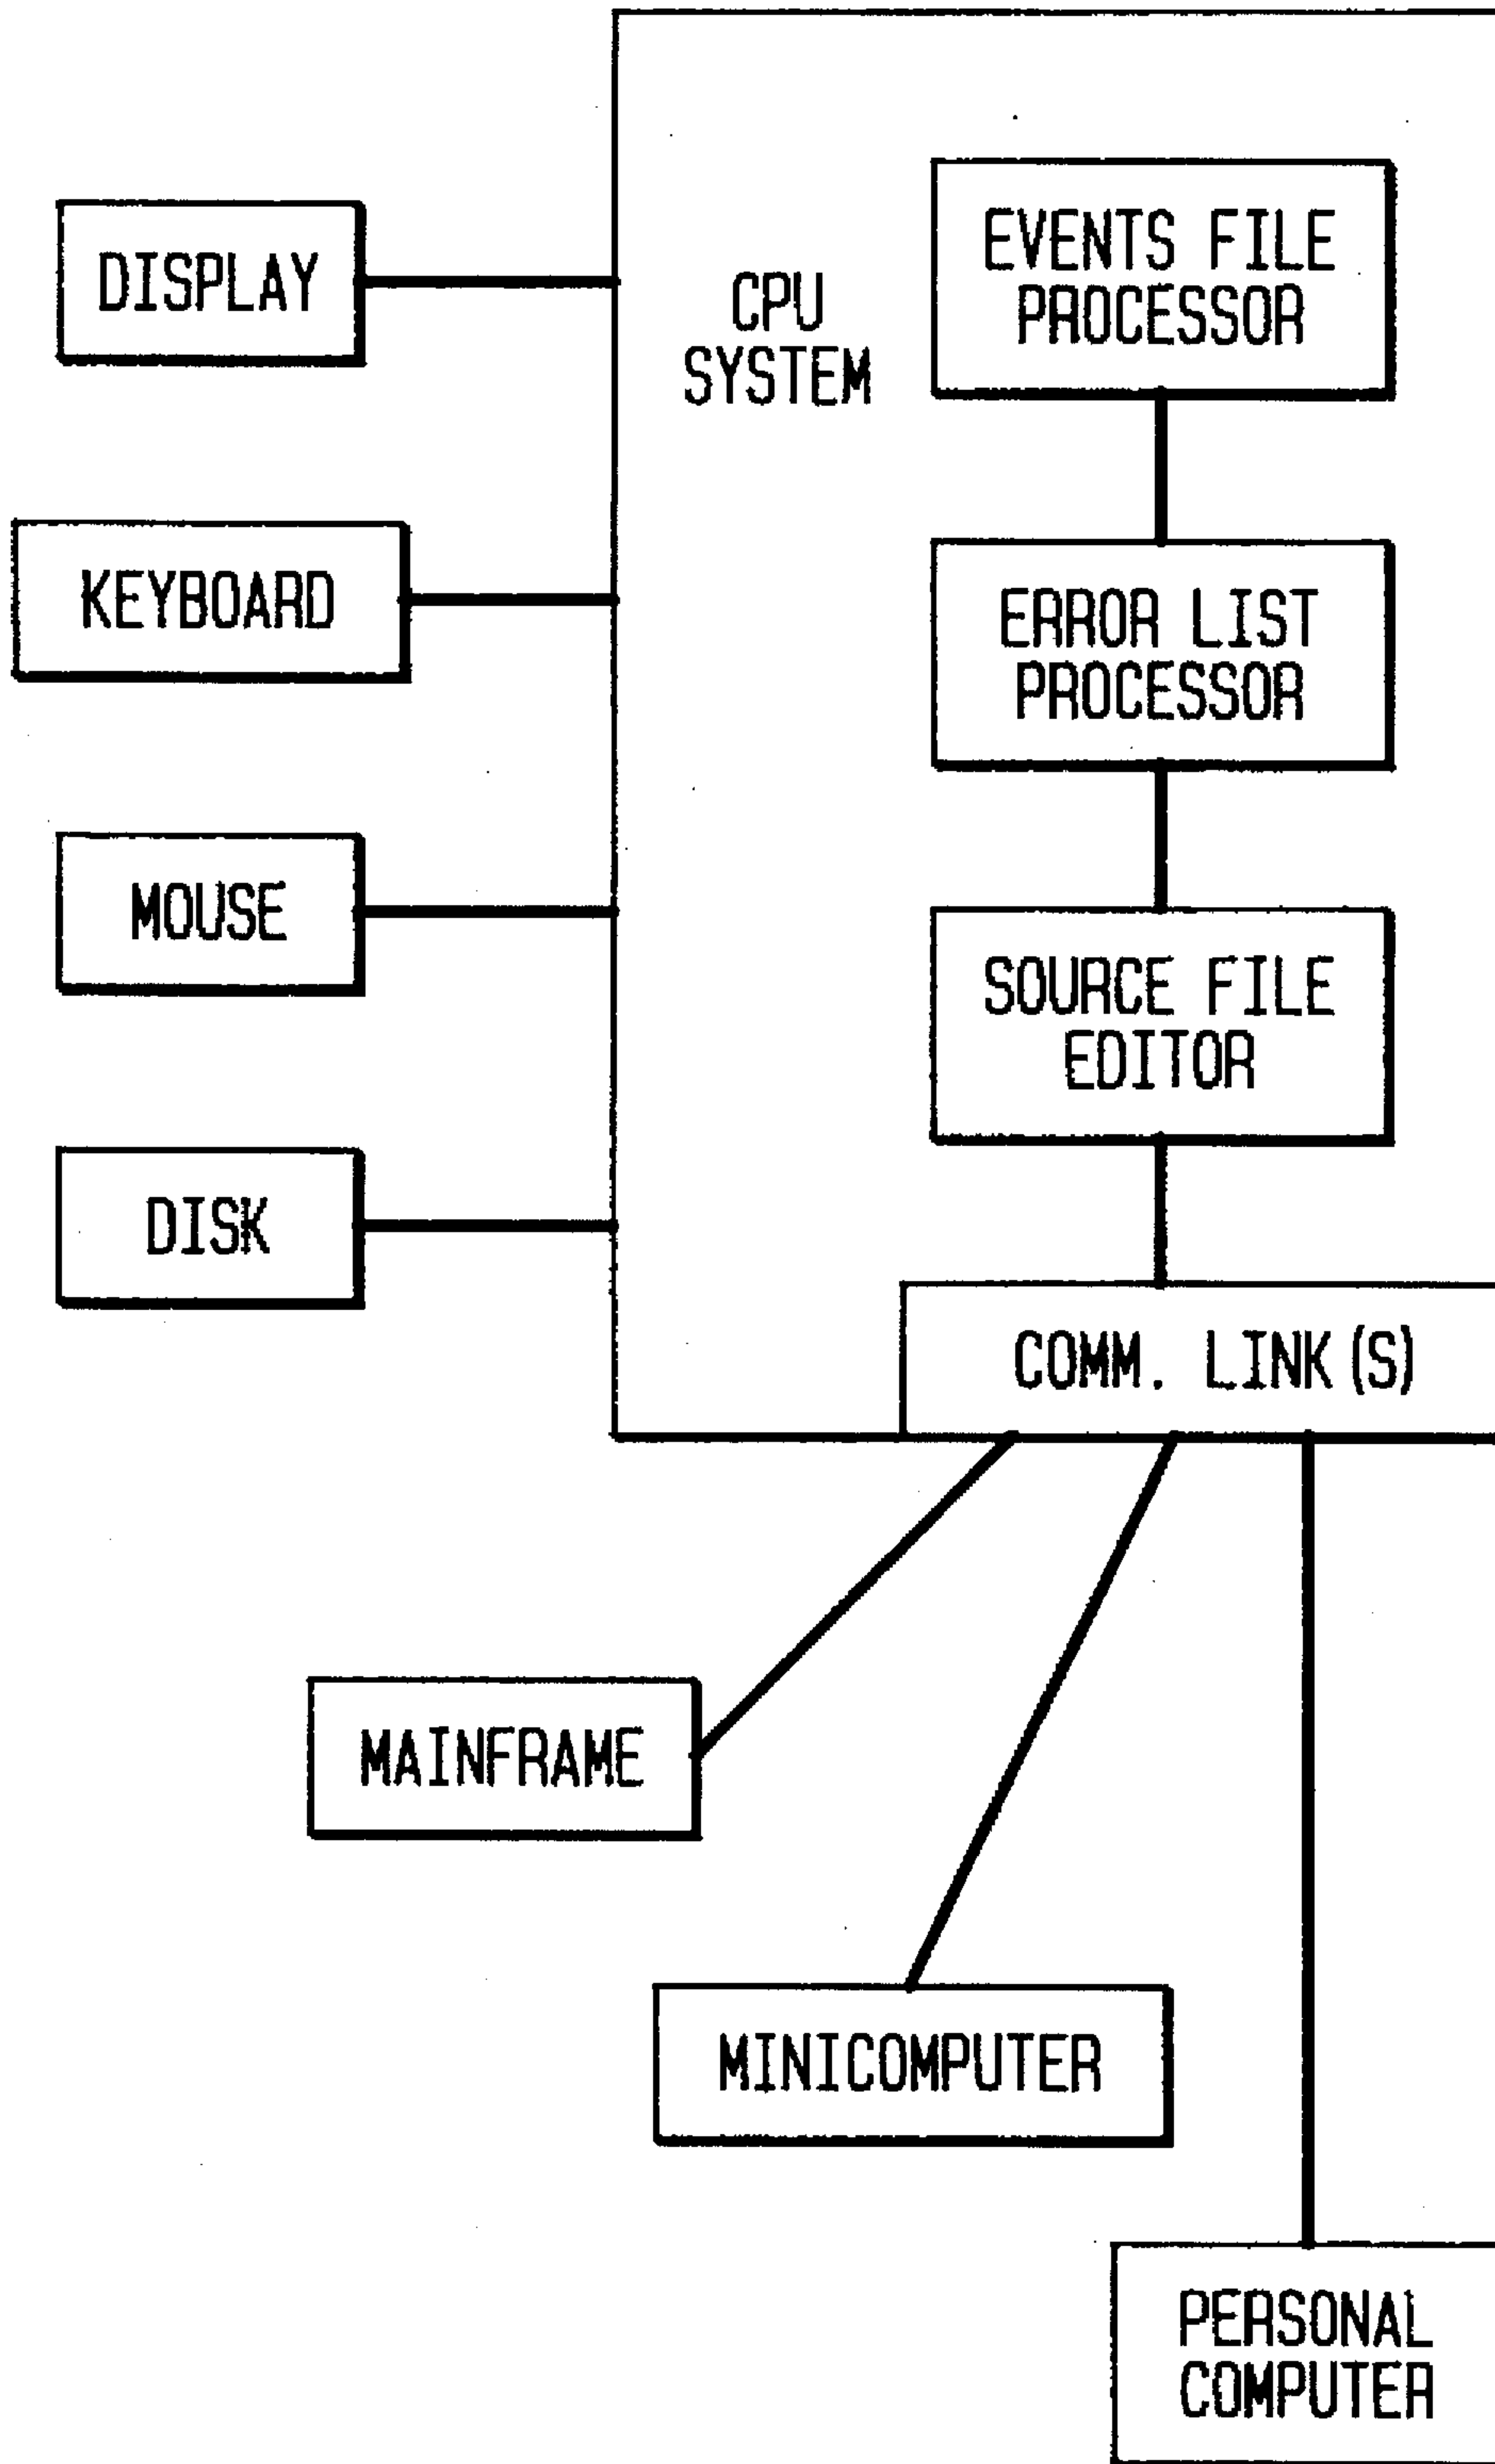 DISPLAY
KEYBOARD
MOUSE
DISK
CPU
SYSTEM
EVENTS FILE
PROCESSOR
ERROR LIST
PROCESSOR
SOURCE FILE
EDITOR
COMM. LINK(S)
MAINFRAME
MINICOMPUTER
PERSONAL
COMPUTER